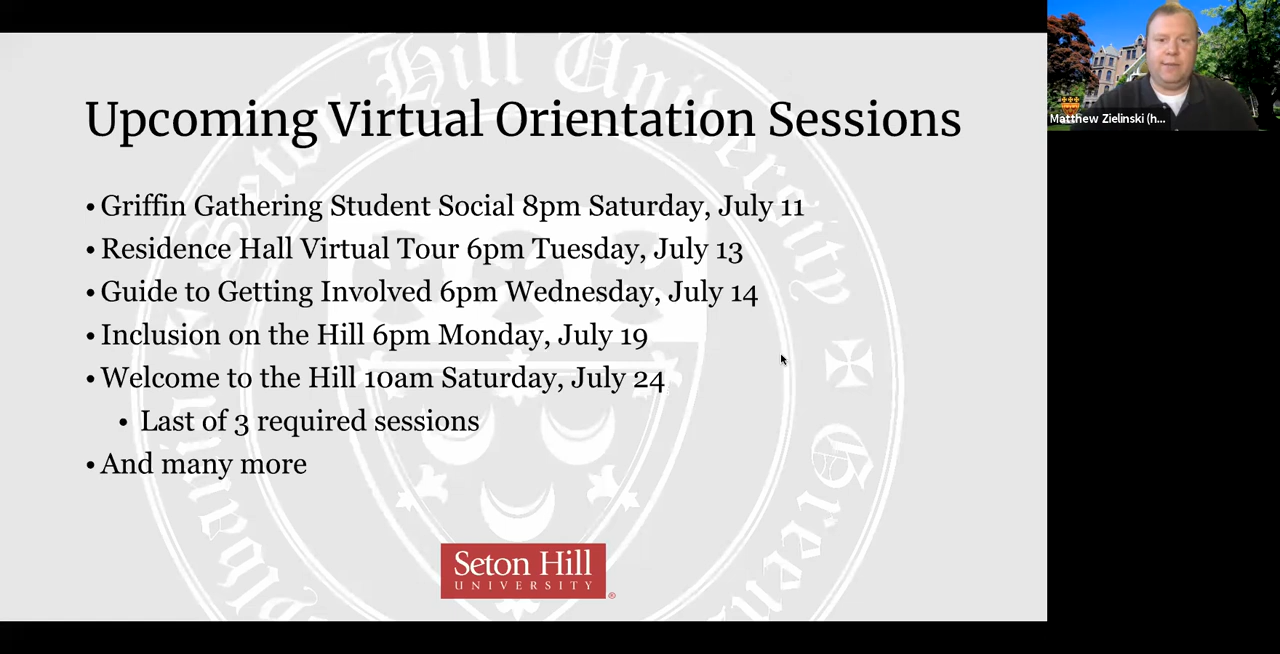 Upcoming Virtual Orientation Sessions
• Griffin Gathering Student Social 8pm Saturday, July 11
• Residence Hall Virtual Tour 6pm Tuesday, July 13
• Guide to Getting Involved 6pm Wednesday, July 14
• Inclusion on the Hill 6pm Monday, July 19
• Welcome to the Hill 10am Saturday, July 24
• Last of 3 required sessions
• And many more
Seton Hill
UNIVERSITY®
Matthew Zielinski (h...
Seton Hill University